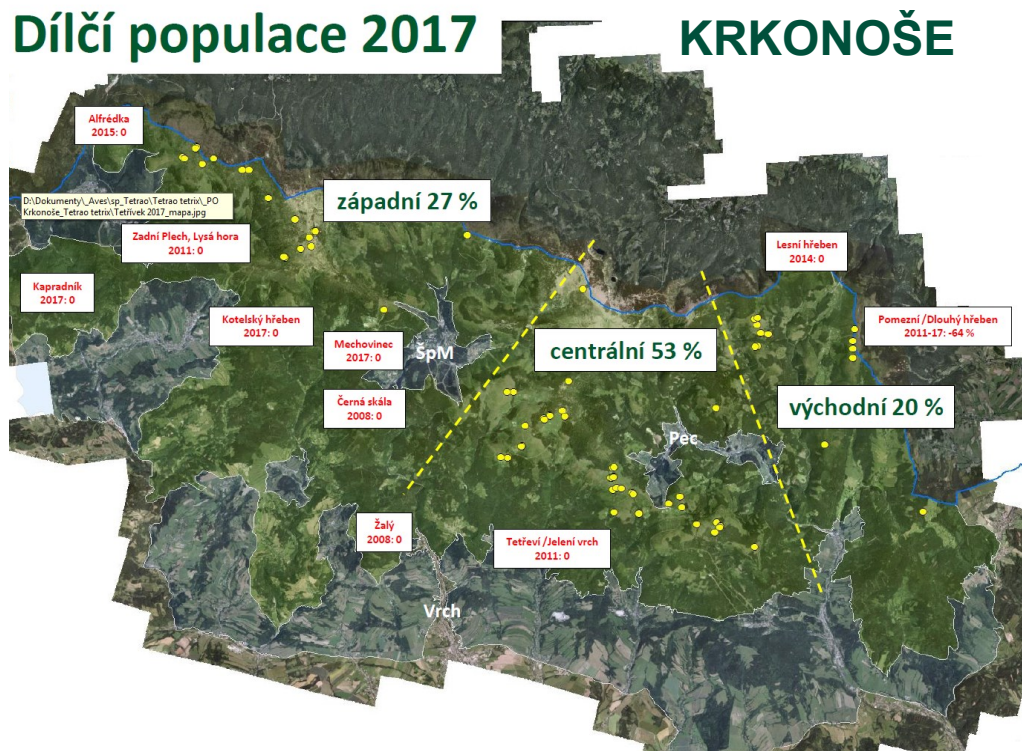 Dílčí populace 2017
KRKONOŠE
Alfrédka
2015: 0
západní 27 %
D:\Dokumenty\_Aves\sp_Tetrao\Tetrao tetrix\_PO
Krkonoše_Tetrao tetrix\Tetřívek 2017_mapa.jpg
Zadní Plech, Lysá hora
2011: 0
Lesní hřeben
2014: 0
Kapradník
2017: 0
Kotelský hřeben
2017: 0
Mechovinec
2017: 0
ŠpM
centrální 53 %
Pomezní /Dlouhý hřeben
2011-17: -64 %
Černá skála
2008: 0
východní 20 %
Pec
Žalý
2008: 0
Tetřeví /Jelení vrch
2011: 0
Vrch